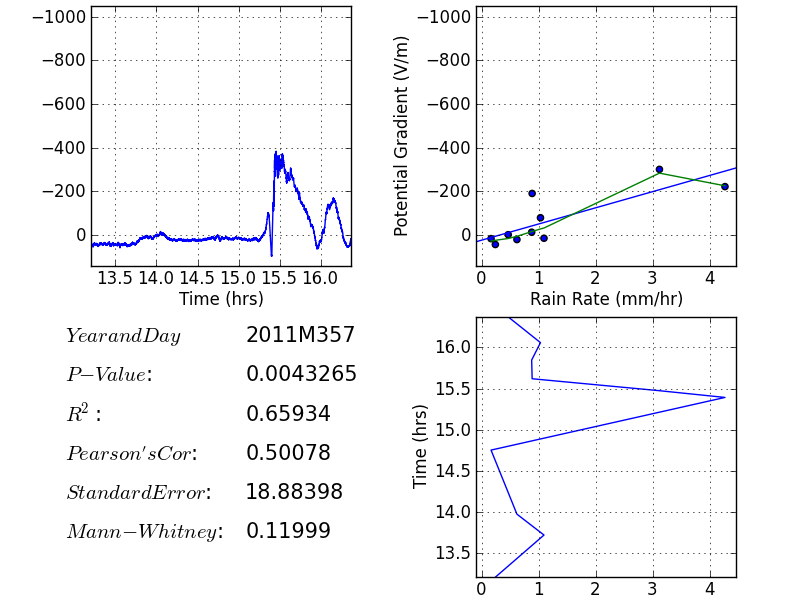 −1000
−800
−600
−400
−200
0
13.5 14.0 14.5 15.0 15.5 16.0
Time (hrs)
Potential Gradient (V/m)
−1000
−800
−600
−400
−200
0
0 1 2 3 4
Rain Rate (mm/hr)
YearandDay 2011M357
P−Value: 0.0043265
R²: 0.65934
Pearson'sCor: 0.50078
StandardError: 18.88398
Mann−Whitney: 0.11999
Time (hrs)
16.0
15.5
15.0
14.5
14.0
13.5
0 1 2 3 4